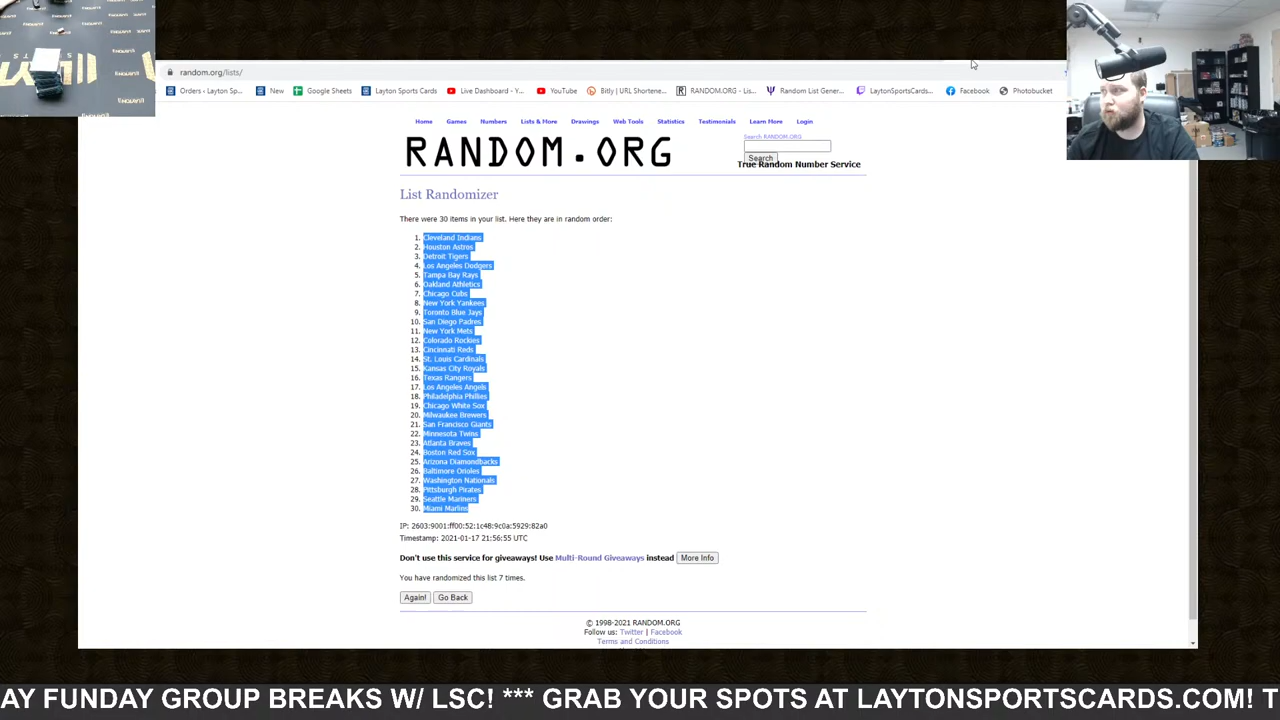 random.org/lists/
Orders ‹ Layton Sp... New Google Sheets Layton Sports Cards Live Dashboard - Y... YouTube Bitly | URL Shortene... RANDOM.ORG - Lis... Random List Gener... LaytonSportsCards... Facebook Photobucket
Home Games Numbers Lists & More Drawings Web Tools Statistics Testimonials Learn More Login
RANDOM.ORG
Search RANDOM.ORG
Search
True Random Number Service
List Randomizer
There were 30 items in your list. Here they are in random order:
1. Cleveland Indians
2. Houston Astros
3. Detroit Tigers
4. Los Angeles Dodgers
5. Tampa Bay Rays
6. Oakland Athletics
7. Chicago Cubs
8. New York Yankees
9. Toronto Blue Jays
10. San Diego Padres
11. New York Mets
12. Colorado Rockies
13. Cincinnati Reds
14. St. Louis Cardinals
15. Kansas City Royals
16. Texas Rangers
17. Los Angeles Angels
18. Philadelphia Phillies
19. Chicago White Sox
20. Milwaukee Brewers
21. San Francisco Giants
22. Minnesota Twins
23. Atlanta Braves
24. Boston Red Sox
25. Arizona Diamondbacks
26. Baltimore Orioles
27. Washington Nationals
28. Pittsburgh Pirates
29. Seattle Mariners
30. Miami Marlins
IP: 2603:9001:ff00:52:1c48:9c0a:5929:82a0
Timestamp: 2021-01-17 21:56:55 UTC
Don't use this service for giveaways! Use Multi-Round Giveaways instead More Info
You have randomized this list 7 times.
Again! Go Back
© 1998-2021 RANDOM.ORG
Follow us: Twitter | Facebook
Terms and Conditions
AY FUNDAY GROUP BREAKS W/ LSC! *** GRAB YOUR SPOTS AT LAYTONSPORTSCARDS.COM! T